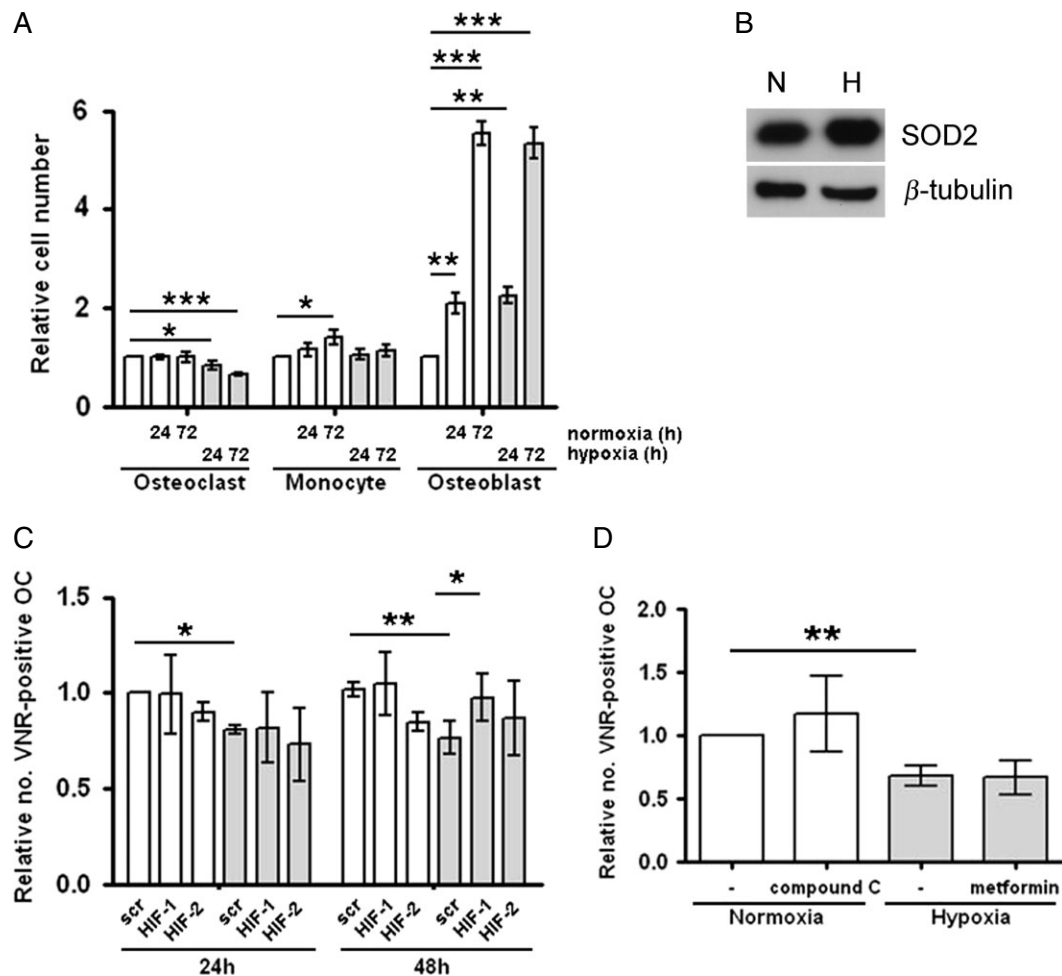 A
Relative cell number
6
4
2
0
***
***
**
**
***
*
*
24 72
24 72
24 72
normoxia (h)
24 72
24 72
24 72
hypoxia (h)
Osteoclast
Monocyte
Osteoblast
B
N H
SOD2
β-tubulin
C
Relative no. VNR-positive OC
1.5
1.0
0.5
0.0
*
**
*
scr
HIF-1
HIF-2
scr
HIF-1
HIF-2
scr
HIF-1
HIF-2
scr
HIF-1
HIF-2
24h
48h
D
Relative no. VNR-positive OC
2.0
1.5
1.0
0.5
0.0
**
-
compound C
-
metformin
Normoxia
Hypoxia